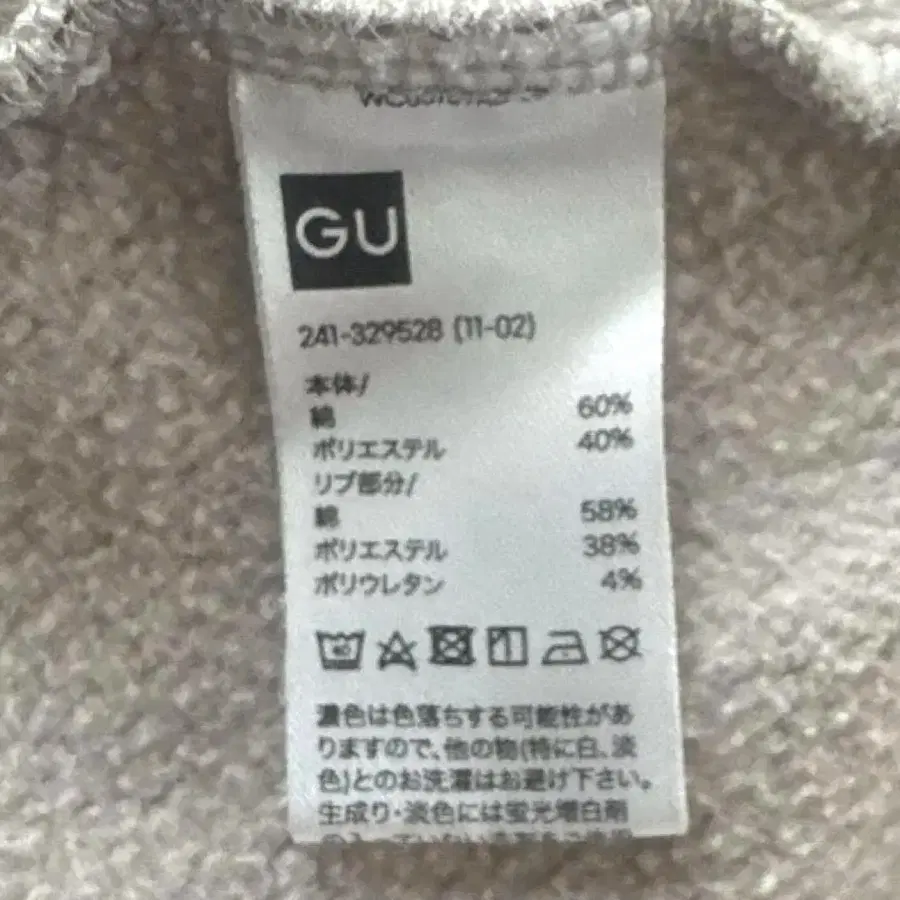 GU
241-329528 (11-02)
本体/
綿 60%
ポリエステル 40%
リブ部分/
綿 58%
ポリエステル 38%
ポリウレタン 4%
40
濃色は色落ちする可能性があ
りますので、他の物(特に白、淡
色)とのお洗濯はお避け下さい。
生成り・淡色には蛍光増白剤